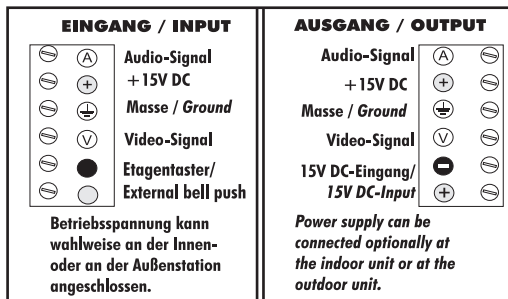 EINGANG / INPUT
A Audio-Signal
+ +15V DC
Masse / Ground
V Video-Signal
Etagentaster/
External bell push
Betriebsspannung kann
wahlweise an der Innen-
oder an der Außenstation
angeschlossen.
AUSGANG / OUTPUT
Audio-Signal A
+15V DC +
Masse / Ground
Video-Signal V
15V DC-Eingang/ −
15V DC-Input +
Power supply can be
connected optionally at
the indoor unit or at the
outdoor unit.